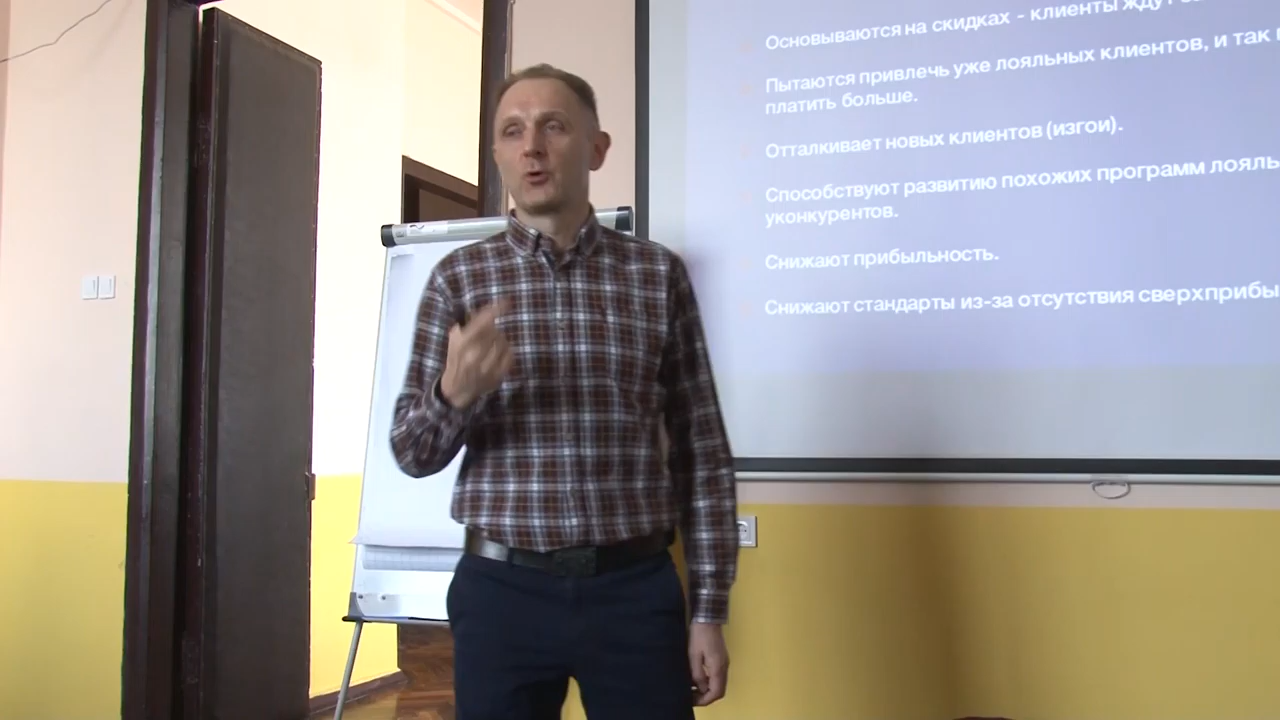 Основываются на скидках - клиенты ждут
Пытаются привлечь уже лояльных клиентов, и так
платить больше.
Отталкивает новых клиентов (изгои).
Способствуют развитию похожих программ лояль
уконкурентов.
Снижают прибыльность.
Снижают стандарты из-за отсутствия сверхприбы